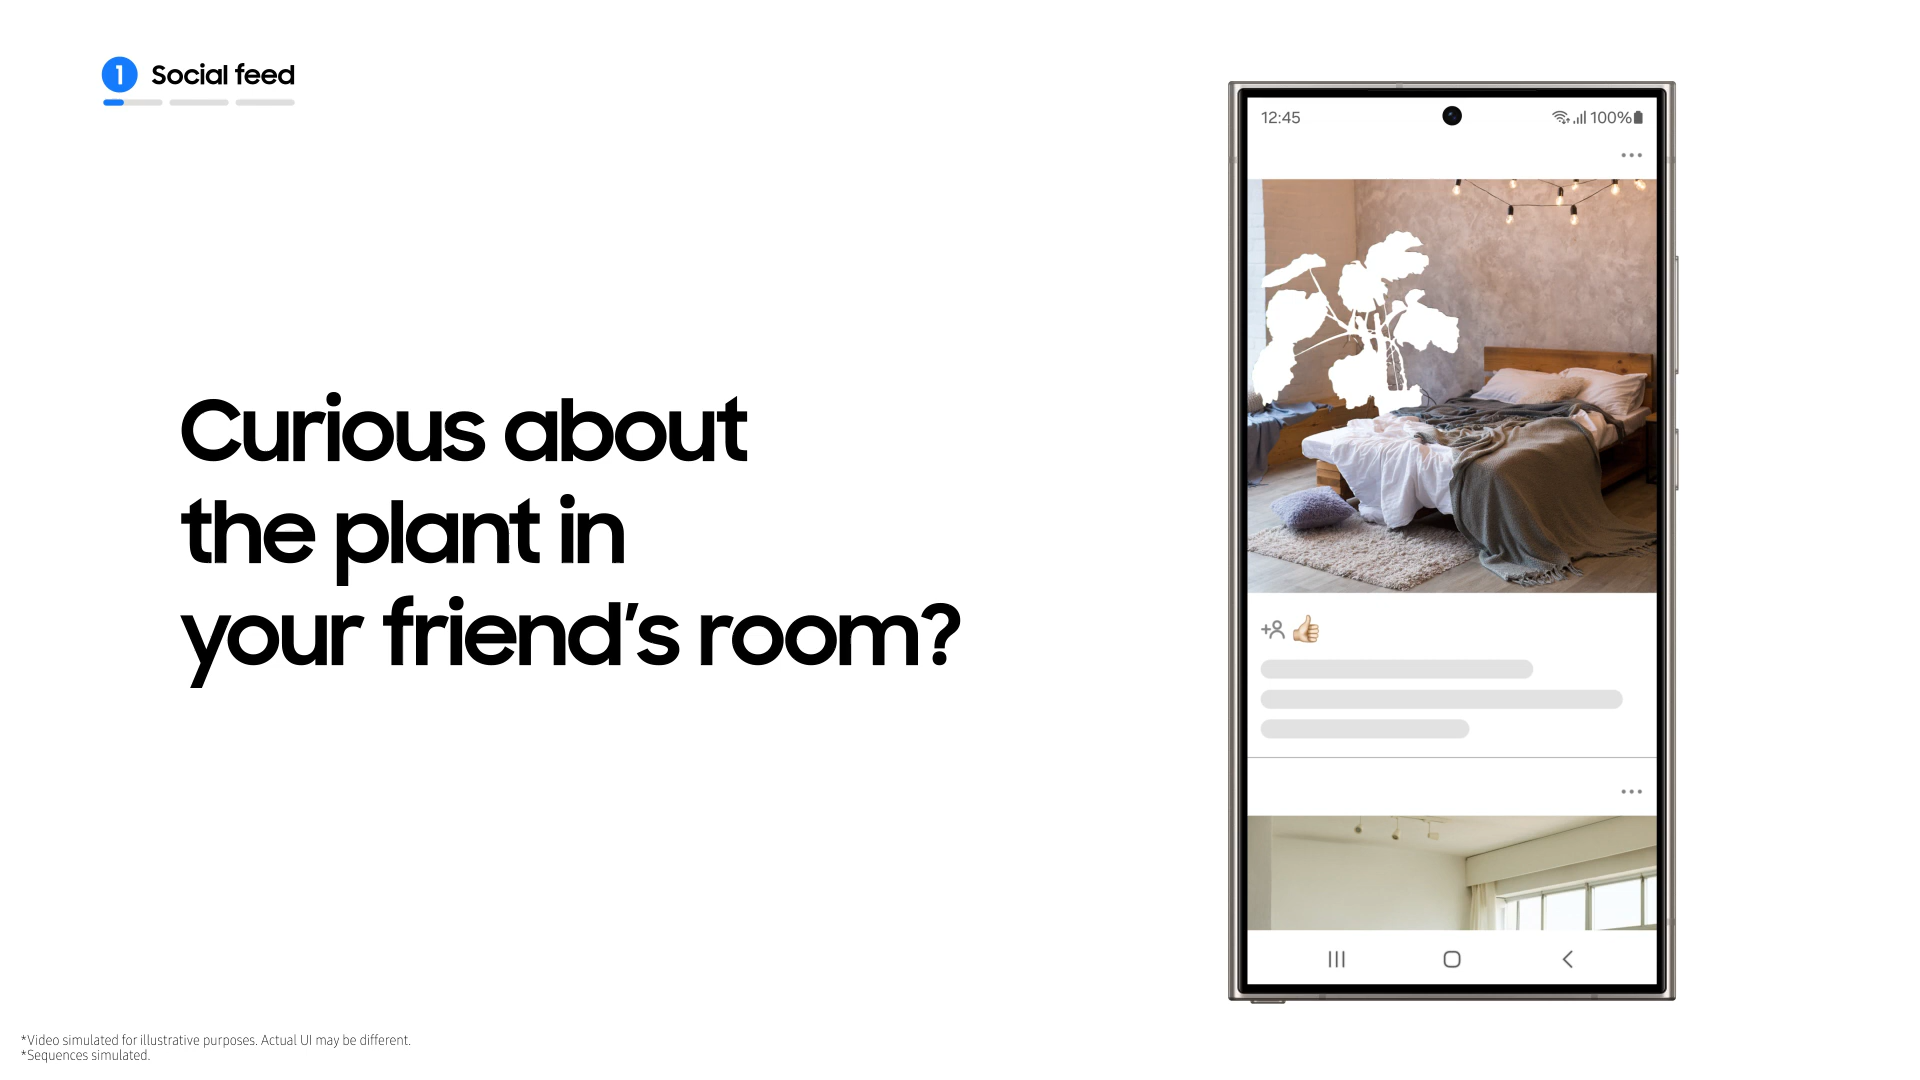 1 Social feed
Curious about
the plant in
your friend’s room?
12:45
100%
*Video simulated for illustrative purposes. Actual UI may be different.
*Sequences simulated.